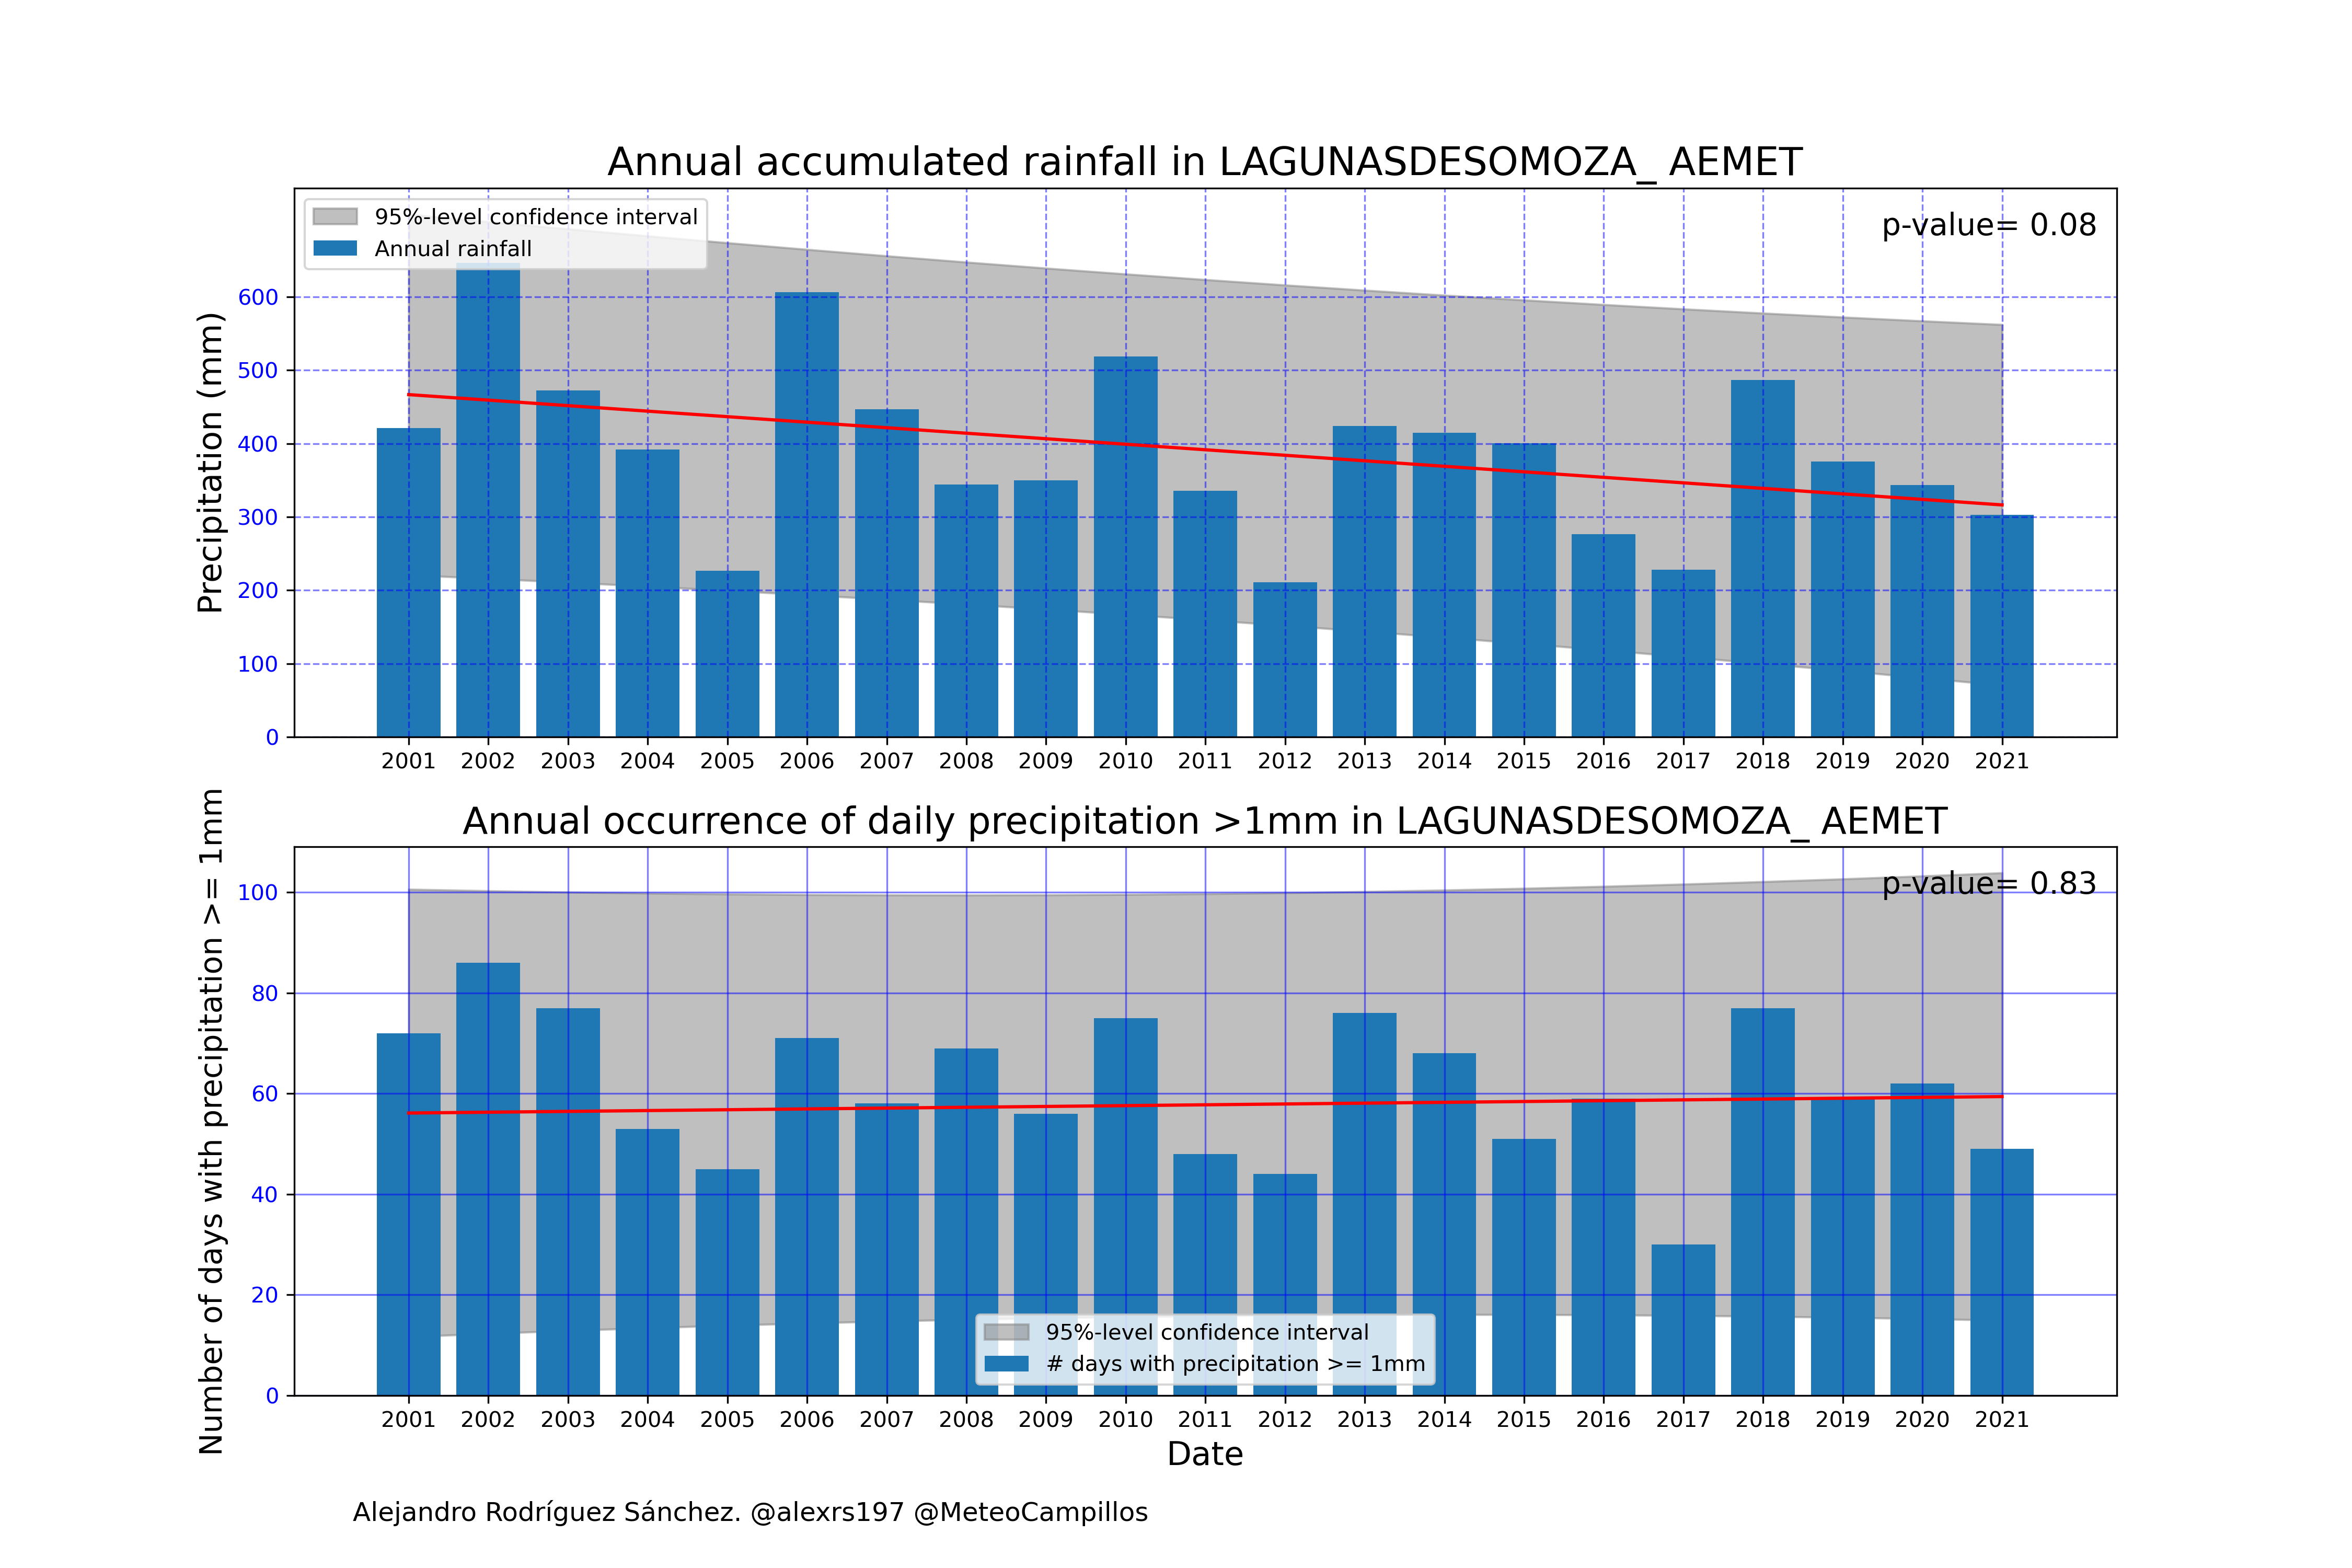 Annual accumulated rainfall in LAGUNASDESOMOZA_ AEMET
95%-level confidence interval
Annual rainfall
p-value= 0.08
Precipitation (mm)
600
500
400
300
200
100
0
2001 2002 2003 2004 2005 2006 2007 2008 2009 2010 2011 2012 2013 2014 2015 2016 2017 2018 2019 2020 2021
Annual occurrence of daily precipitation >1mm in LAGUNASDESOMOZA_ AEMET
p-value= 0.83
Number of days with precipitation >= 1mm
100
80
60
40
20
0
95%-level confidence interval
# days with precipitation >= 1mm
2001 2002 2003 2004 2005 2006 2007 2008 2009 2010 2011 2012 2013 2014 2015 2016 2017 2018 2019 2020 2021
Date
Alejandro Rodríguez Sánchez. @alexrs197 @MeteoCampillos